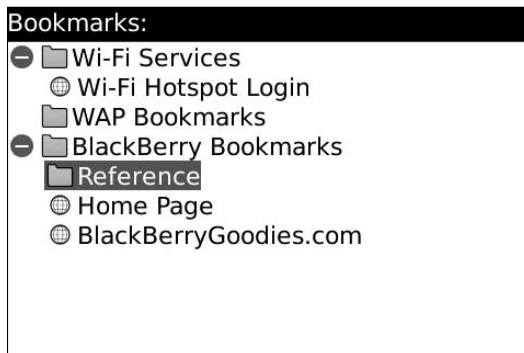 Bookmarks:
Wi-Fi Services
Wi-Fi Hotspot Login
WAP Bookmarks
BlackBerry Bookmarks
Reference
Home Page
BlackBerryGoodies.com